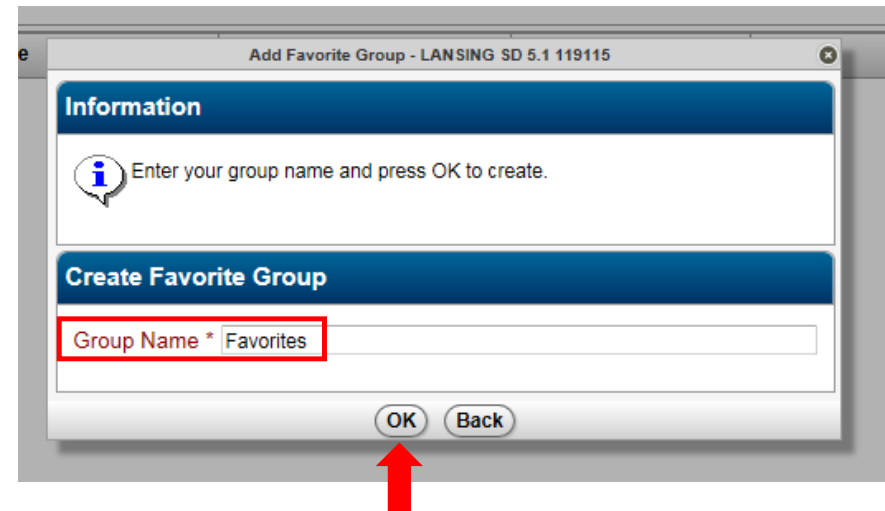 e
Add Favorite Group - LANSING SD 5.1 119115
Information
Enter your group name and press OK to create.
Create Favorite Group
Group Name * Favorites
OK Back